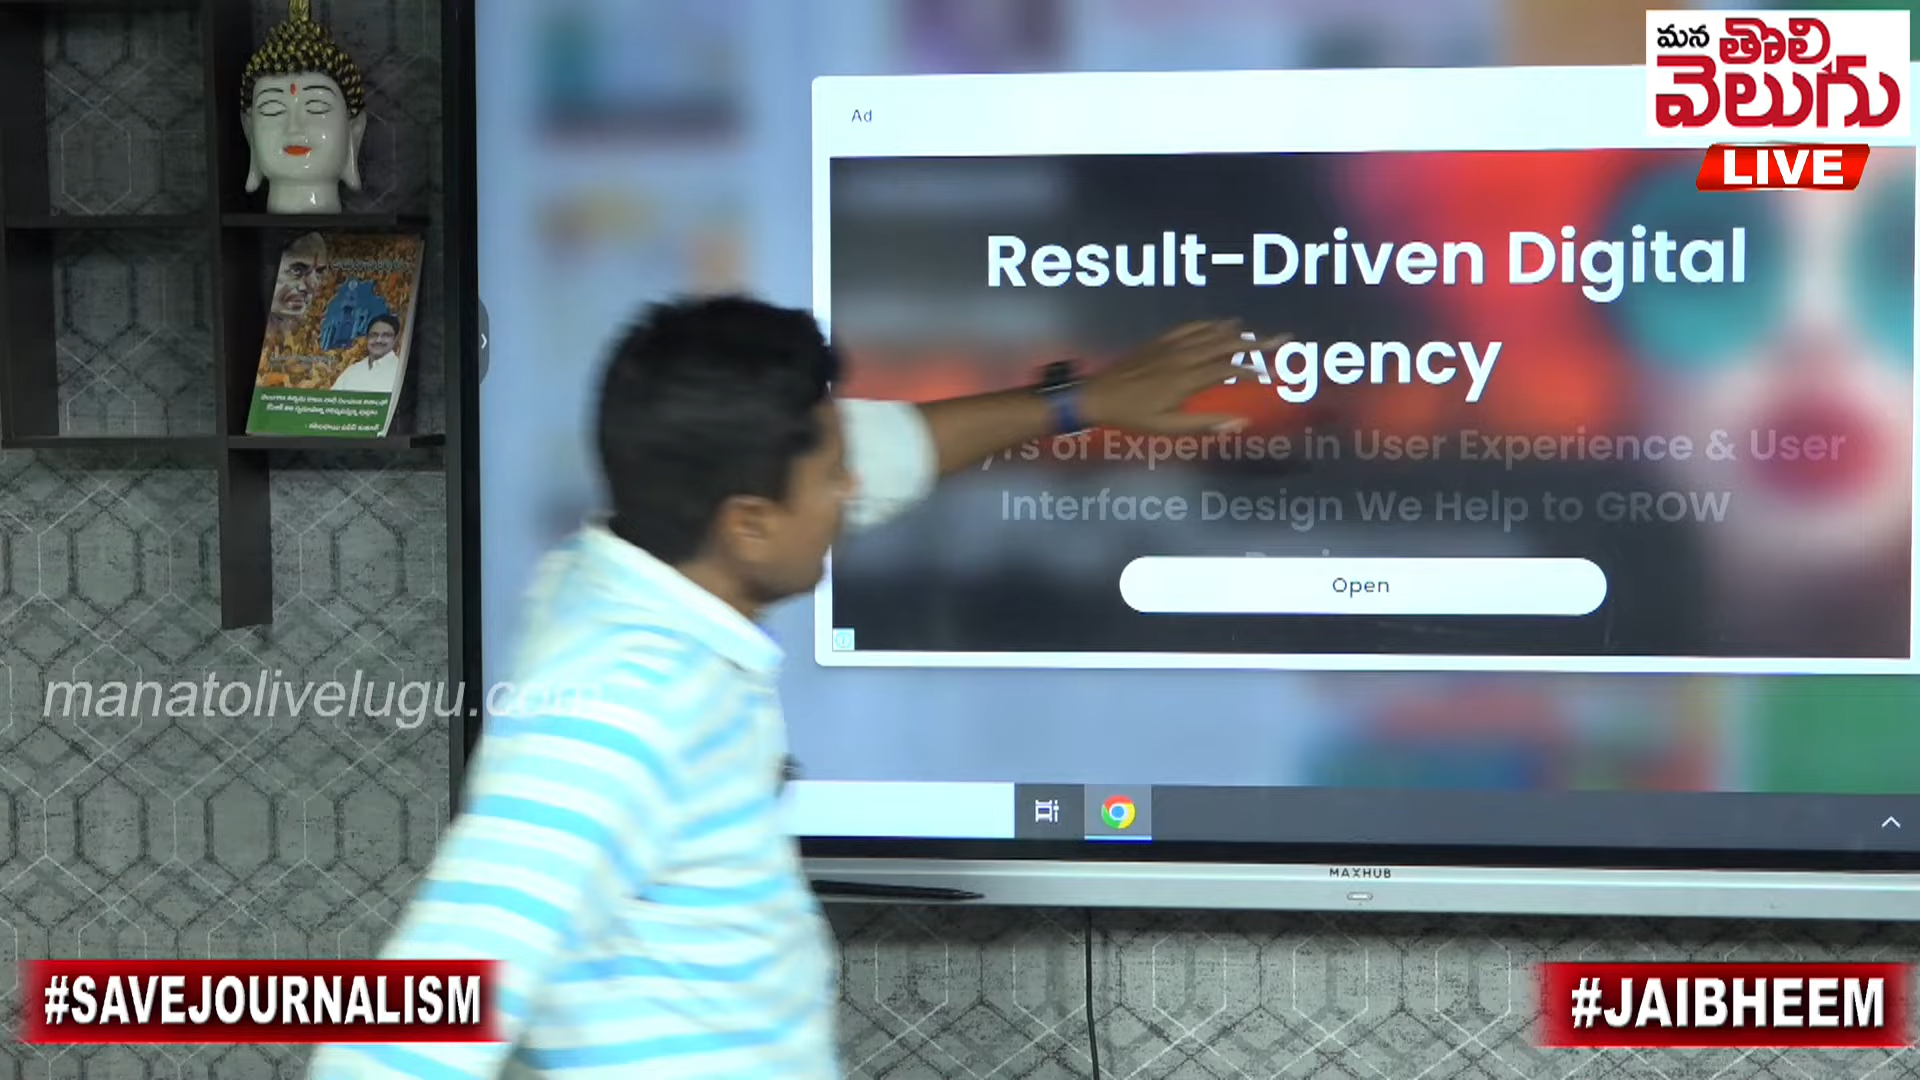 మన తొలి
వెలుగు
LIVE
Ad
Result-Driven Digital
Agency
of Expertise in User Experience & User
Interface Design We Help to GROW
Open
manatolivelugu.com
MAXHUB
#SAVEJOURNALISM
#JAIBHEEM